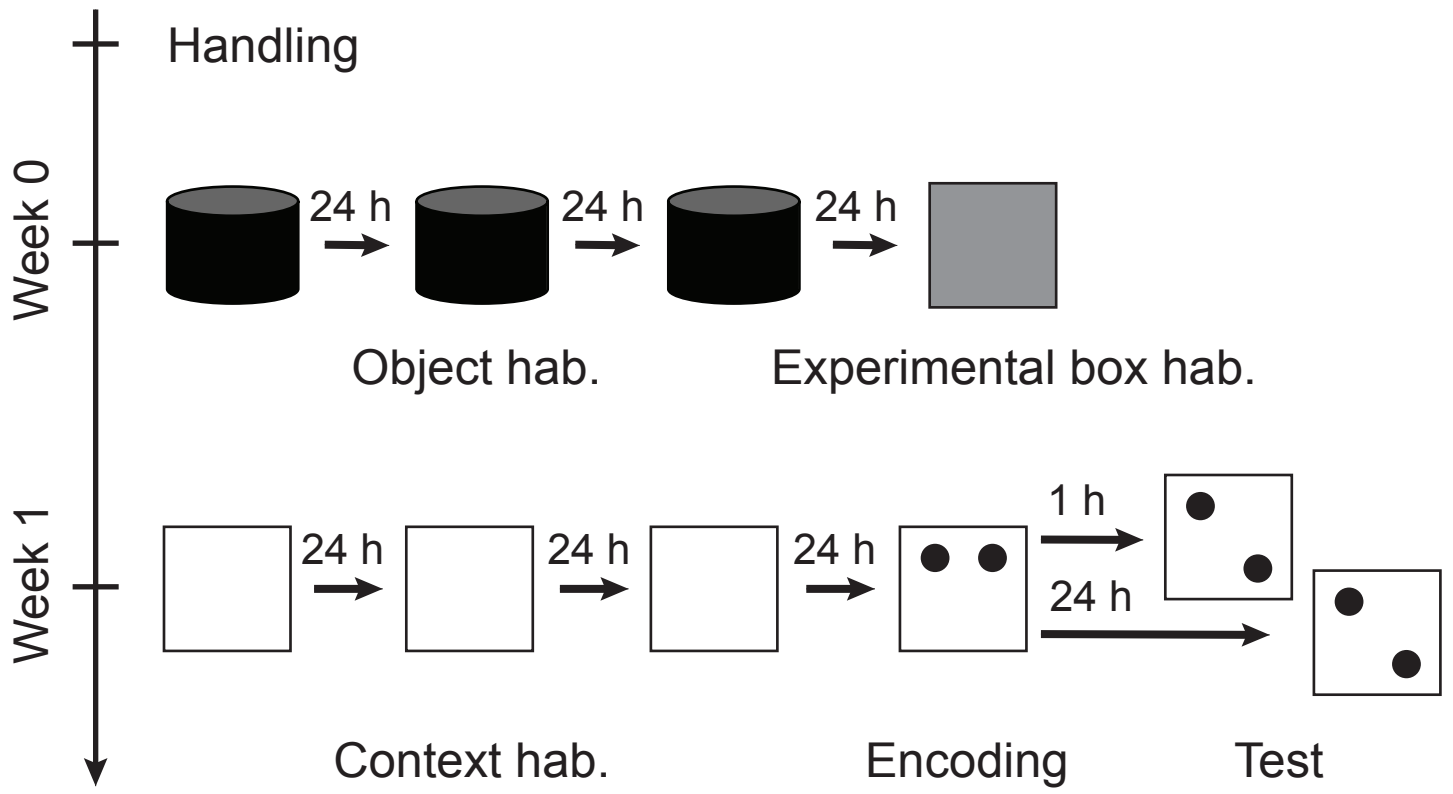 Handling
Week 0
24 h
24 h
24 h
Object hab.
Experimental box hab.
Week 1
24 h
24 h
24 h
1 h
24 h
Context hab.
Encoding
Test